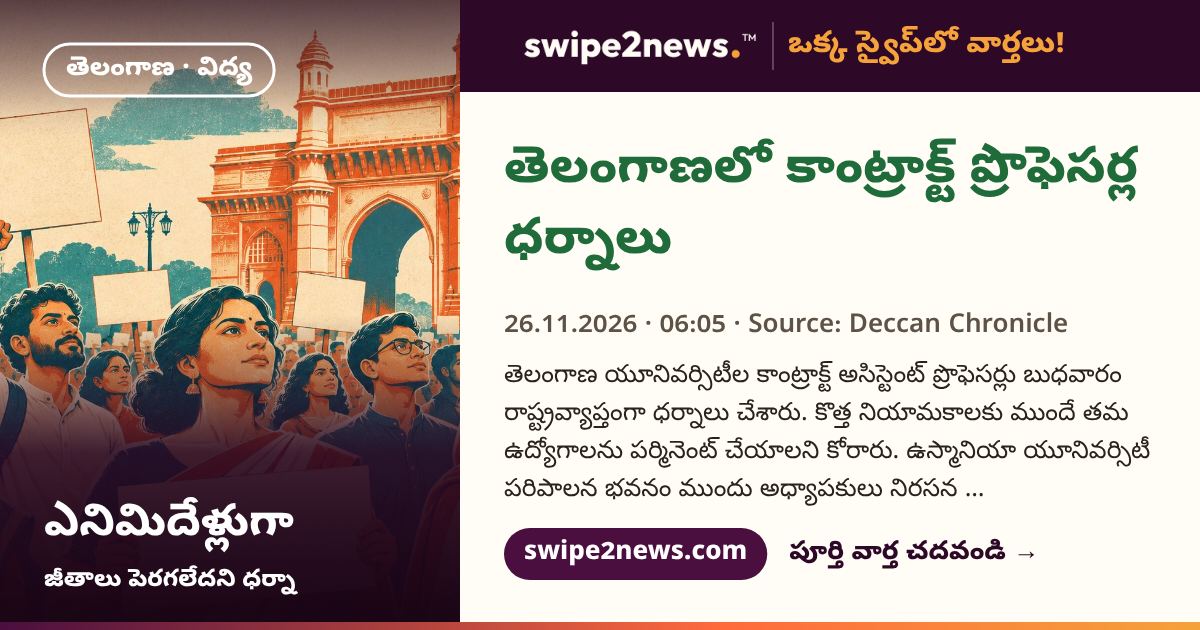 తెలంగాణ · విద్య
swipe2news.™
ఒక్క స్వైప్‌లో వార్తలు!
తెలంగాణలో కాంట్రాక్ట్ ప్రొఫెసర్ల
ధర్నాలు
26.11.2026 · 06:05 · Source: Deccan Chronicle
తెలంగాణ యూనివర్సిటీల కాంట్రాక్ట్ అసిస్టెంట్ ప్రొఫెసర్లు బుధవారం
రాష్ట్రవ్యాప్తంగా ధర్నాలు చేశారు. కొత్త నియామకాలకు ముందే తమ
ఉద్యోగాలను పర్మినెంట్ చేయాలని కోరారు. ఉస్మానియా యూనివర్సిటీ
పరిపాలన భవనం ముందు అధ్యాపకులు నిరసన ...
ఎనిమిదేళ్లుగా
జీతాలు పెరగలేదని ధర్నా
swipe2news.com
పూర్తి వార్త చదవండి →